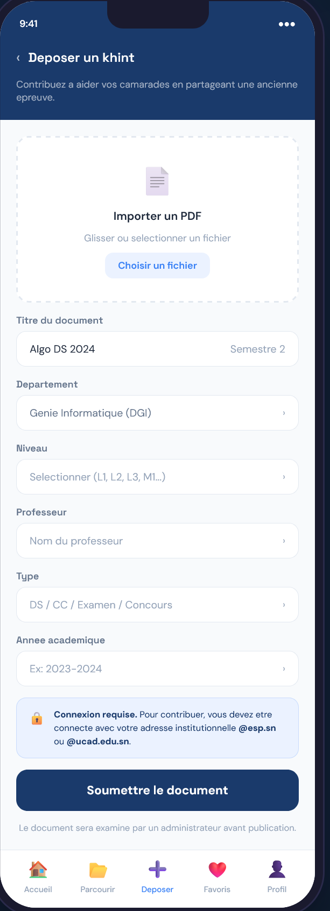 9:41
‹ Deposer un khint
Contribuez a aider vos camarades en partageant une ancienne
epreuve.
Importer un PDF
Glisser ou selectionner un fichier
Choisir un fichier
Titre du document
Algo DS 2024 Semestre 2
Departement
Genie Informatique (DGI) ›
Niveau
Selectionner (L1, L2, L3, M1...) ›
Professeur
Nom du professeur ›
Type
DS / CC / Examen / Concours ›
Annee academique
Ex: 2023-2024 ›
Connexion requise. Pour contribuer, vous devez etre
connecte avec votre adresse institutionnelle @esp.sn
ou @ucad.edu.sn.
Soumettre le document
Le document sera examine par un administrateur avant publication.
Accueil Parcourir Deposer Favoris Profil